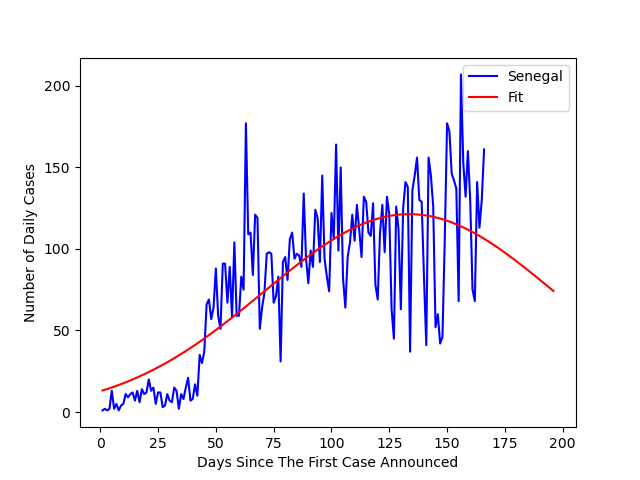 Senegal
Fit
200
150
100
50
0
Number of Daily Cases
0 25 50 75 100 125 150 175 200
Days Since The First Case Announced